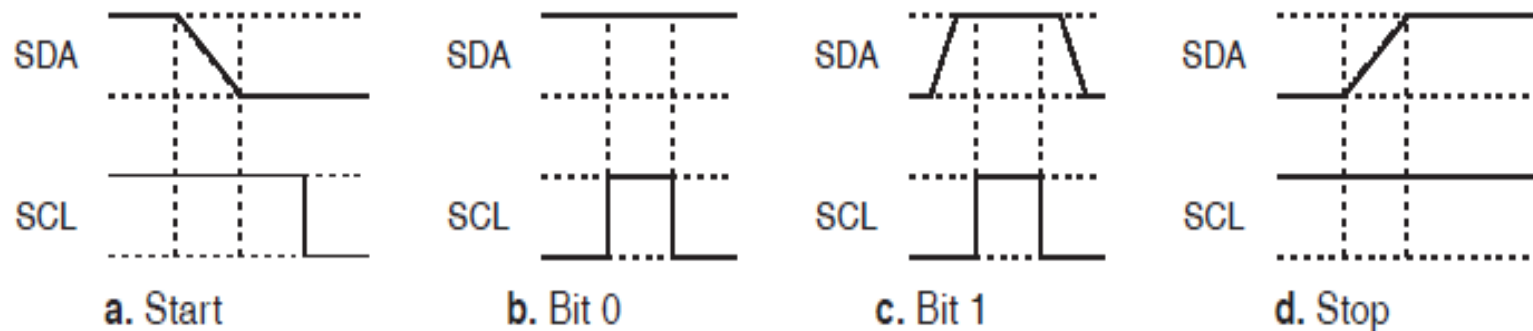 SDA SDA SDA SDA
SCL SCL SCL SCL
a. Start b. Bit 0 c. Bit 1 d. Stop